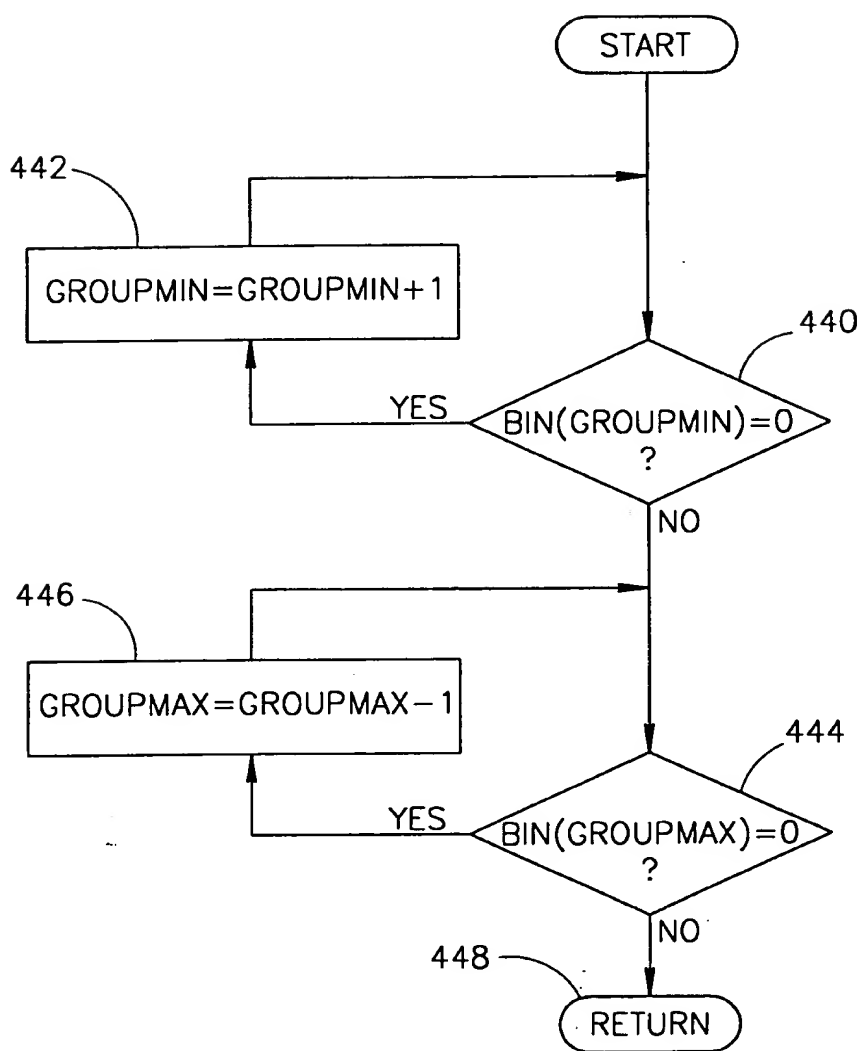 START
442
GROUPMIN=GROUPMIN+1
440
YES
BIN(GROUPMIN)=0
?
NO
446
GROUPMAX=GROUPMAX-1
444
YES
BIN(GROUPMAX)=0
?
NO
448
RETURN